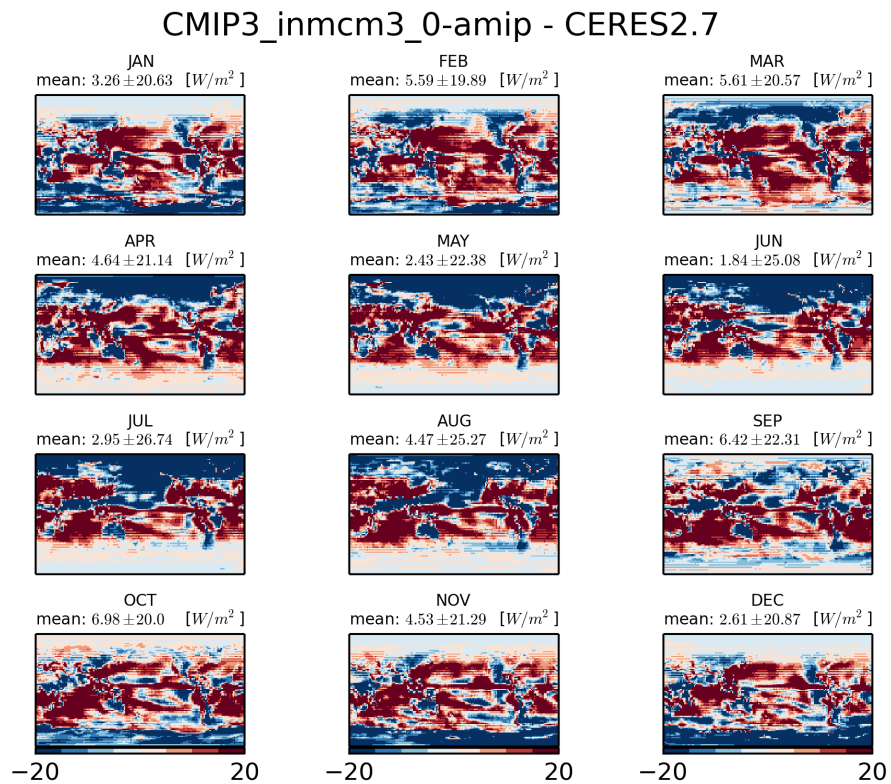 CMIP3_inmcm3_0-amip - CERES2.7
JAN
mean: 3.26±20.63 [W/m² ]
FEB
mean: 5.59±19.89 [W/m² ]
MAR
mean: 5.61±20.57 [W/m² ]
APR
mean: 4.64±21.14 [W/m² ]
MAY
mean: 2.43±22.38 [W/m² ]
JUN
mean: 1.84±25.08 [W/m² ]
JUL
mean: 2.95±26.74 [W/m² ]
AUG
mean: 4.47±25.27 [W/m² ]
SEP
mean: 6.42±22.31 [W/m² ]
OCT
mean: 6.98±20.0 [W/m² ]
NOV
mean: 4.53±21.29 [W/m² ]
DEC
mean: 2.61±20.87 [W/m² ]
−20 20
−20 20
−20 20